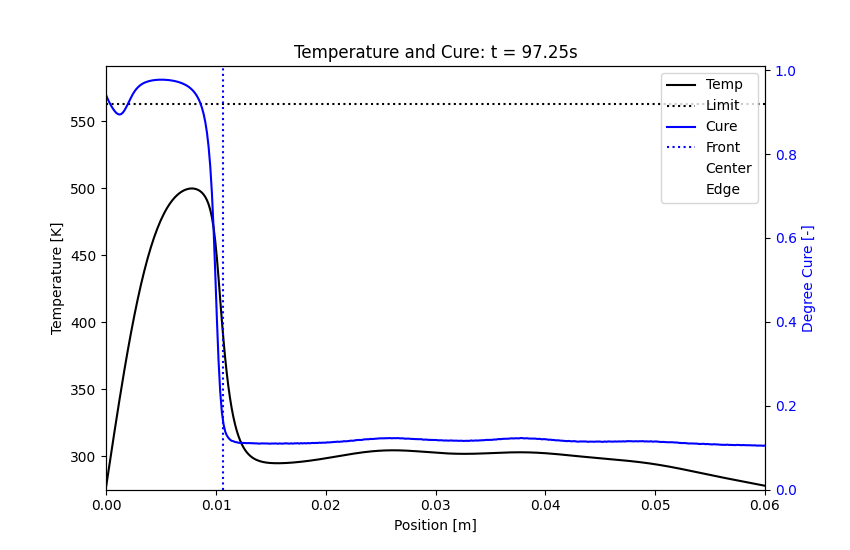 Temperature and Cure: t = 97.25s
Temp
Limit
Cure
Front
Center
Edge
550
500
450
400
350
300
Temperature [K]
1.0
0.8
0.6
0.4
0.2
0.0
Degree Cure [-]
0.00 0.01 0.02 0.03 0.04 0.05 0.06
Position [m]